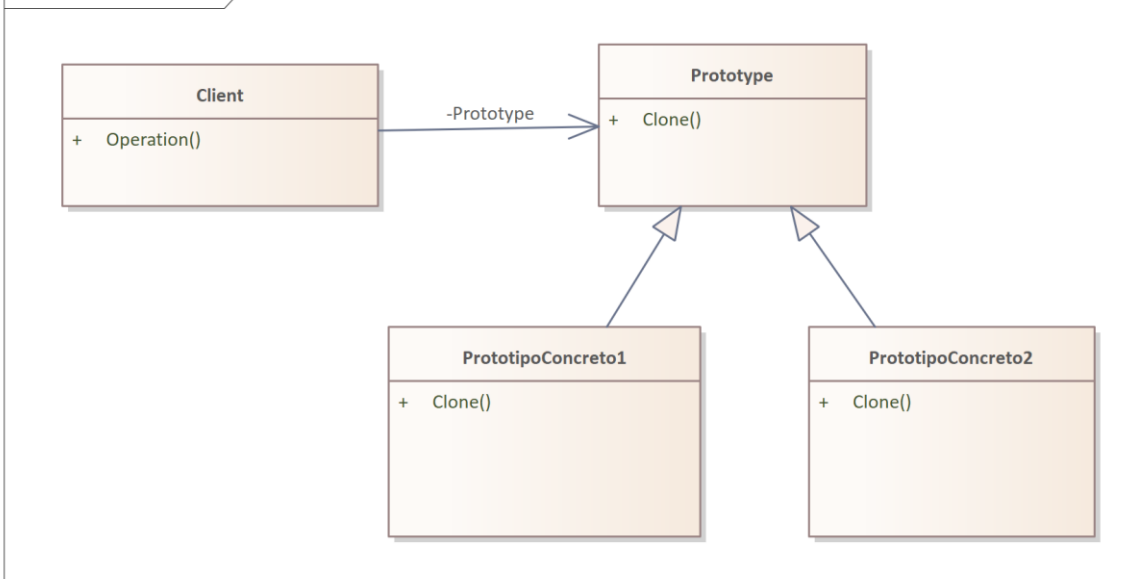 Client
+ Operation()
-Prototype
Prototype
+ Clone()
PrototipoConcreto1
+ Clone()
PrototipoConcreto2
+ Clone()